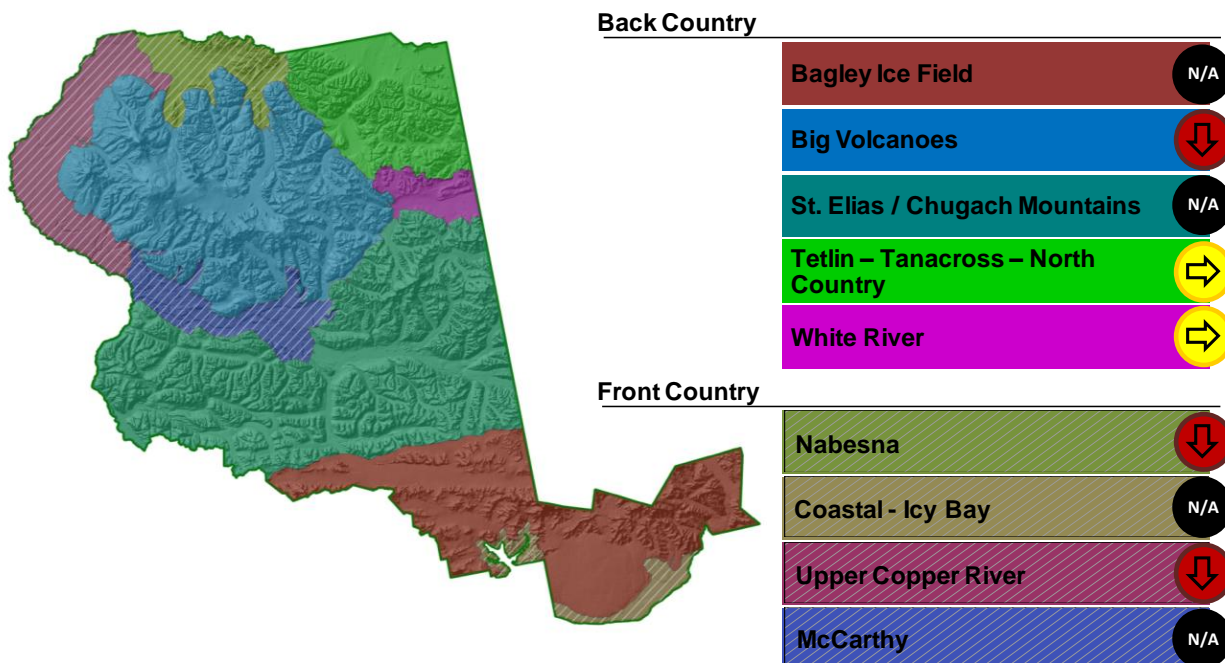 Back Country
Bagley Ice Field
N/A
Big Volcanoes
St. Elias / Chugach Mountains
N/A
Tetlin – Tanacross – North
Country
White River
Front Country
Nabesna
Coastal - Icy Bay
N/A
Upper Copper River
McCarthy
N/A